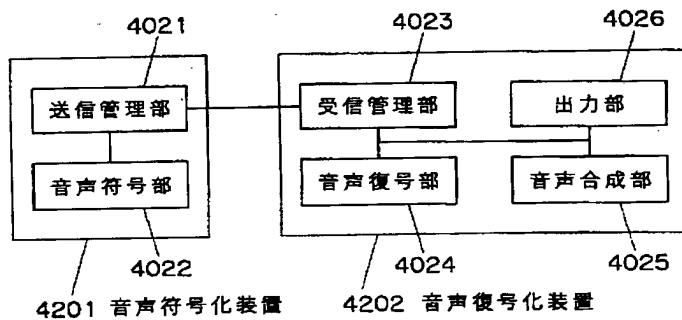 4021
4023
4026
送信管理部
受信管理部
出力部
音声符号部
音声復号部
音声合成部
4022
4024
4025
4201 音声符号化装置
4202 音声復号化装置